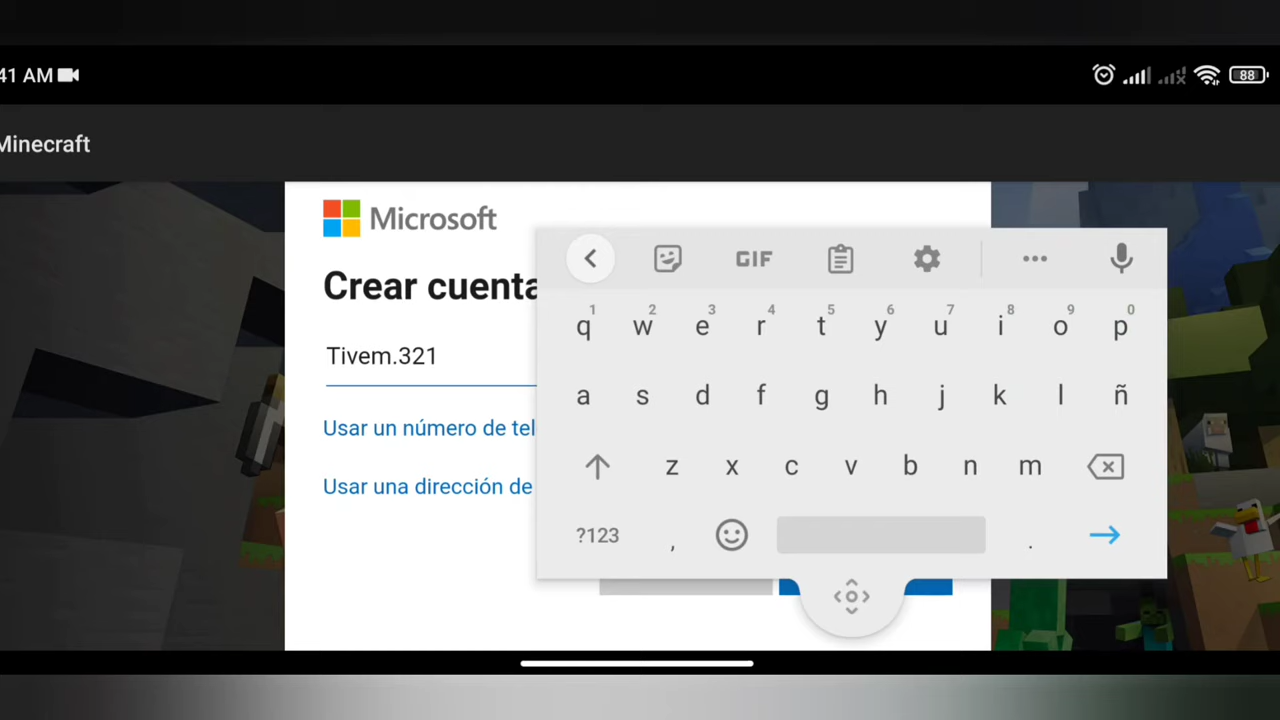 41 AM
88
Minecraft
Microsoft
Crear cuenta
Tivem.321
Usar un número de tel
Usar una dirección de
GIF
1 2 3 4 5 6 7 8 9 0
q w e r t y u i o p
a s d f g h j k l ñ
z x c v b n m
?123 , .